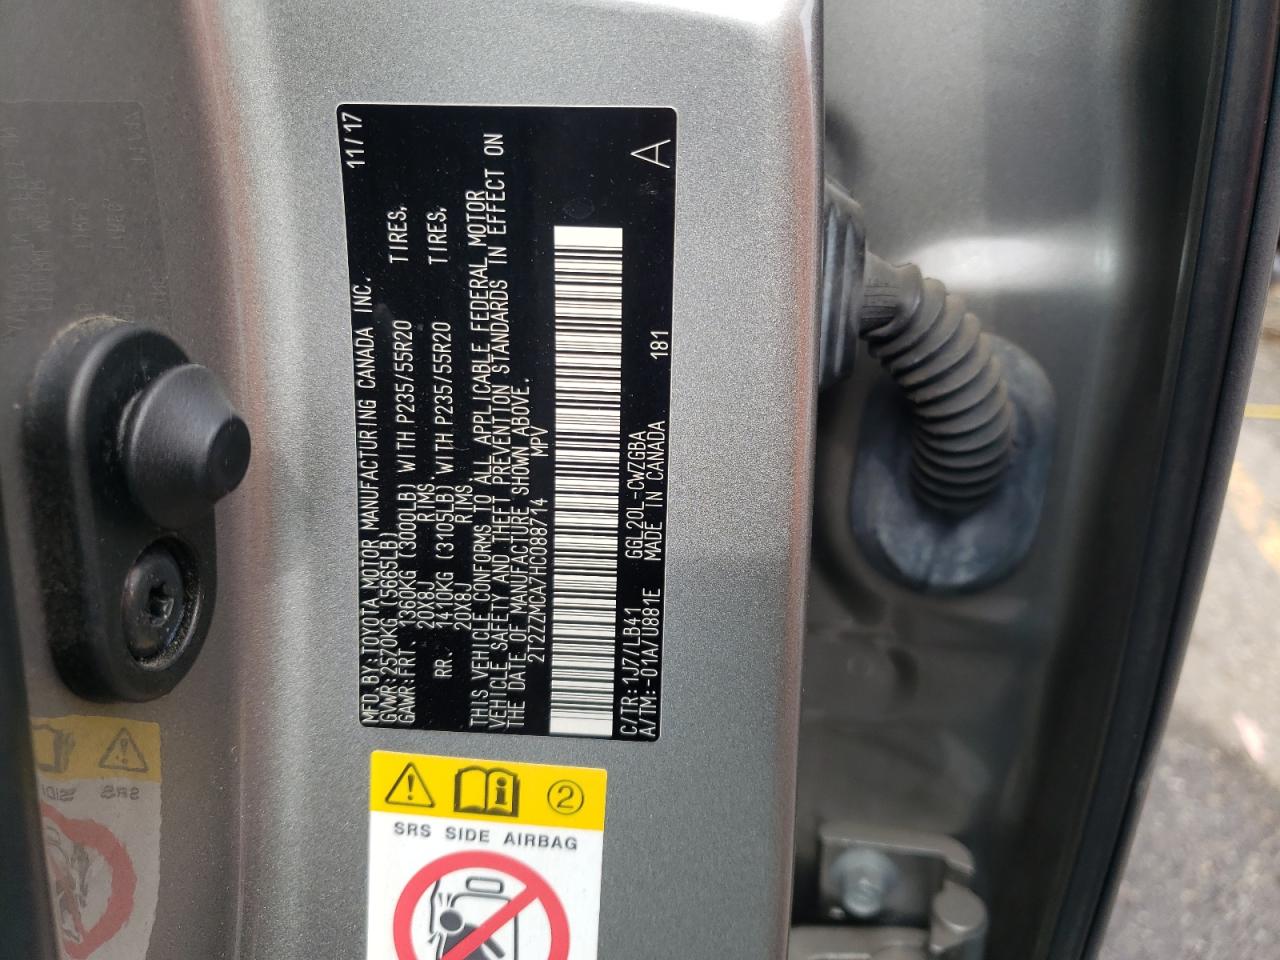 MFD. BY:TOYOTA MOTOR MANUFACTURING CANADA INC. 11/17
GVWR:2570KG (5665LB)
GAWR:FRT 1360KG (3000LB) WITH P235/55R20 TIRES,
20X8J RIMS,
RR. 1410KG (3105LB) WITH P235/55R20 TIRES,
20X8J RIMS,
THIS VEHICLE CONFORMS TO ALL APPLICABLE FEDERAL MOTOR
VEHICLE SAFETY AND THEFT PREVENTION STANDARDS IN EFFECT ON
THE DATE OF MANUFACTURE SHOWN ABOVE.
2T2ZZMCA7HC088714 MPV
C/TR:1J7/LB41 GGL20L-CWZGBA
A/TM:-01A/U881E MADE IN CANADA 181 A
2
SRS SIDE AIRBAG